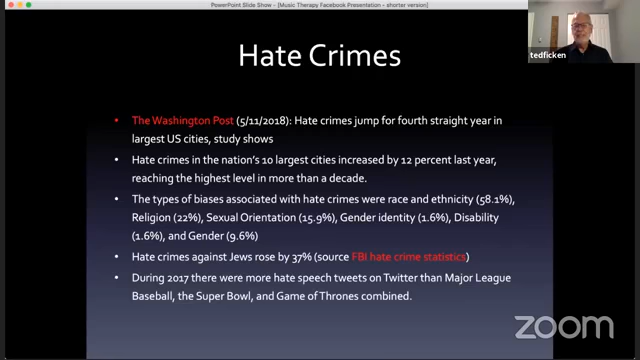 PowerPoint Slide Show - [Music Therapy Facebook Presentation - shorter version]
tedficken
Hate Crimes
• The Washington Post (5/11/2018): Hate crimes jump for fourth straight year in
largest US cities, study shows
• Hate crimes in the nation's 10 largest cities increased by 12 percent last year,
reaching the highest level in more than a decade.
• The types of biases associated with hate crimes were race and ethnicity (58.1%),
Religion (22%), Sexual Orientation (15.9%), Gender identity (1.6%), Disability
(1.6%), and Gender (9.6%)
• Hate crimes against Jews rose by 37% (source FBI hate crime statistics)
• During 2017 there were more hate speech tweets on Twitter than Major League
Baseball, the Super Bowl, and Game of Thrones combined.
zoom